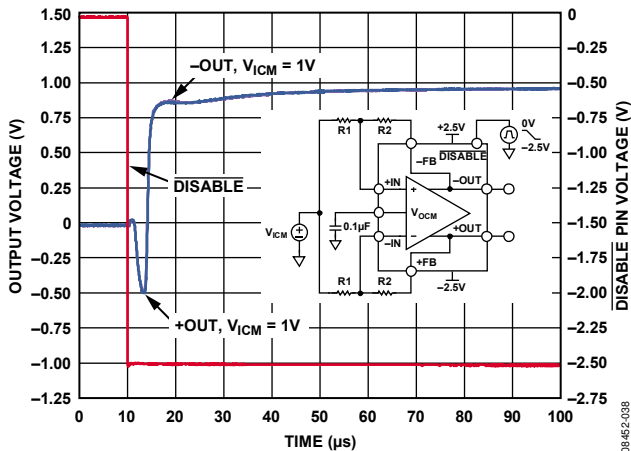 1.50
1.25
1.00
0.75
0.50
0.25
0
–0.25
–0.50
–0.75
–1.00
–1.25
OUTPUT VOLTAGE (V)
0
–0.25
–0.50
–0.75
–1.00
–1.25
–1.50
–1.75
–2.00
–2.25
–2.50
–2.75
DISABLE PIN VOLTAGE (V)
0 10 20 30 40 50 60 70 80 90 100
TIME (µs)
–OUT, VICM = 1V
DISABLE
+OUT, VICM = 1V
R1 R2
+2.5V
0V
–2.5V
–FB DISABLE
+IN
–OUT
+
VOCM
VICM
0.1µF
–
–IN
+OUT
+FB
R1 R2
–2.5V
08452-038